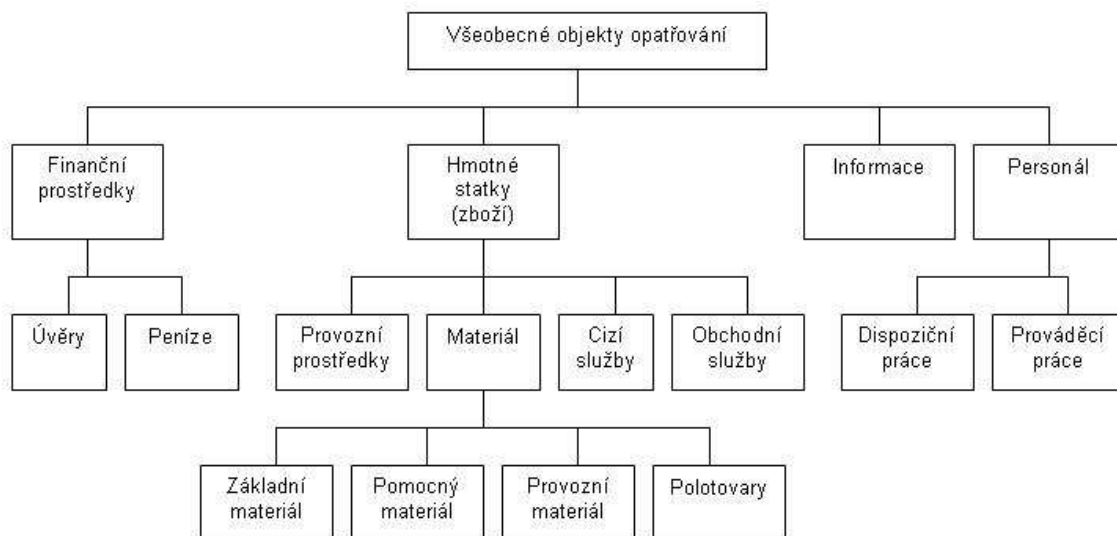 Všeobecné objekty opatřování
Finanční
prostředky
Hmotné
statky
(zboží)
Informace
Personál
Úvěry
Peníze
Provozní
prostředky
Materiál
Cizí
služby
Obchodní
služby
Dispoziční
práce
Prováděcí
práce
Základní
materiál
Pomocný
materiál
Provozní
materiál
Polotovary